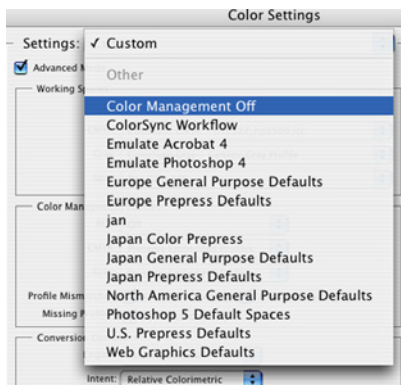 Color Settings
Settings: ✓ Custom
Advanced M
Other
Working Sp
Color Management Off
ColorSync Workflow
Emulate Acrobat 4
Emulate Photoshop 4
Europe General Purpose Defaults
Europe Prepress Defaults
Color Man
jan
Japan Color Prepress
Japan General Purpose Defaults
Japan Prepress Defaults
Profile Mism
North America General Purpose Defaults
Missing P
Photoshop 5 Default Spaces
Conversio
U.S. Prepress Defaults
Web Graphics Defaults
Intent: Relative Colorimetric